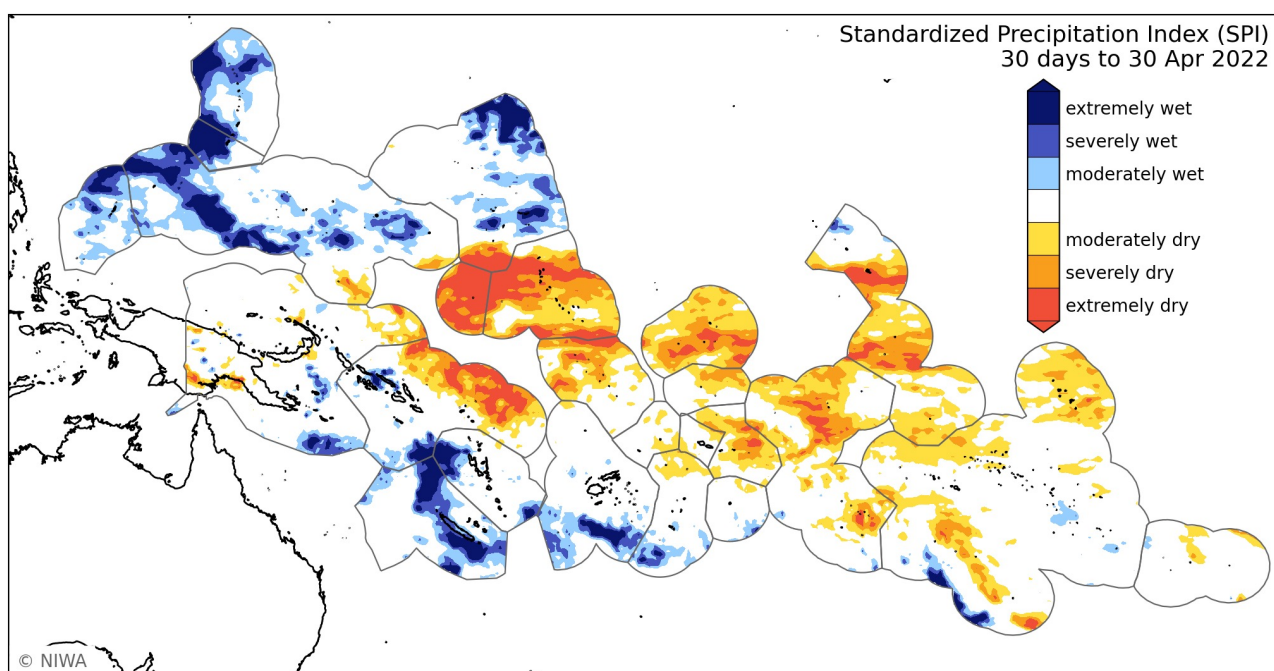 Standardized Precipitation Index (SPI)
30 days to 30 Apr 2022
extremely wet
severely wet
moderately wet
moderately dry
severely dry
extremely dry
© NIWA